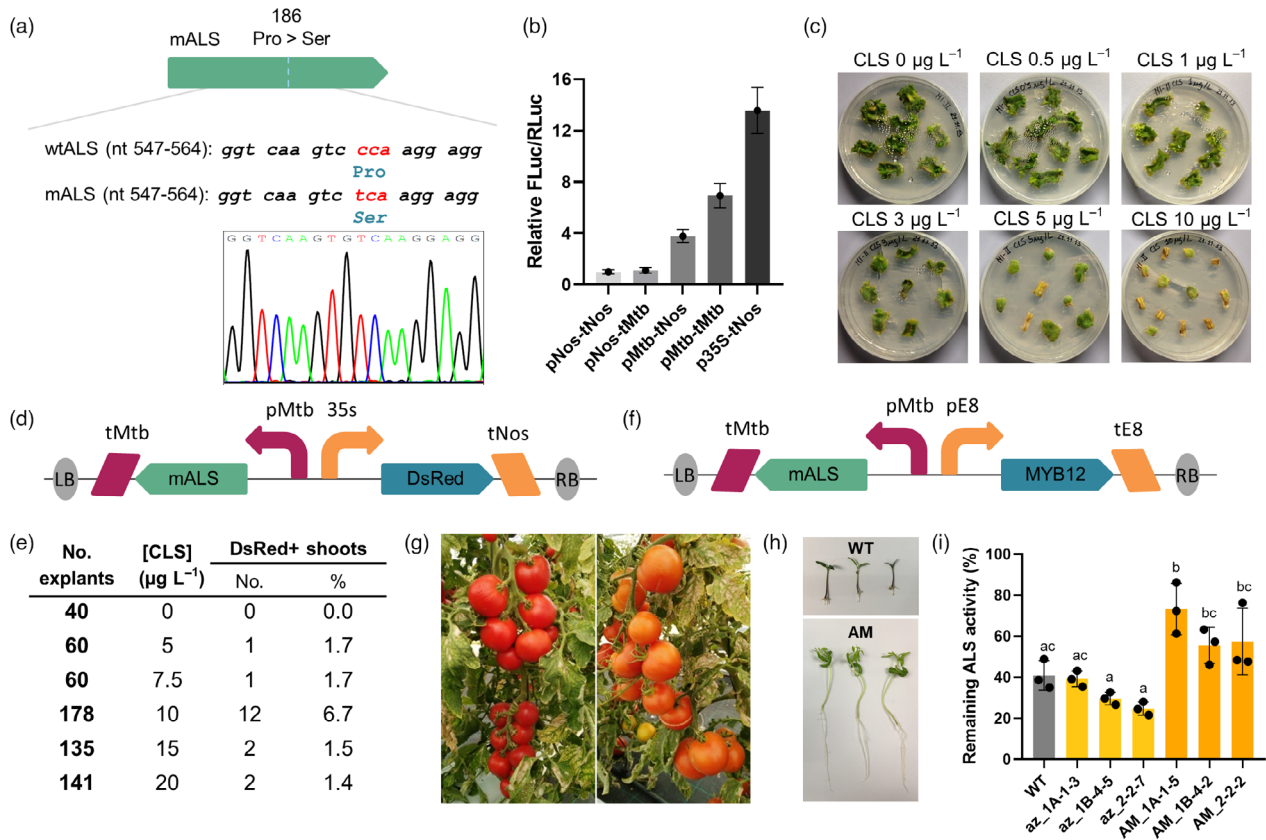 (a)
186
mALS Pro > Ser
wtALS (nt 547-564): ggt caa gtc cca agg agg
Pro
mALS (nt 547-564): ggt caa gtc tca agg agg
Ser
G G T C A A G T G T C A A G G A G G
(b)
Relative FLuc/RLuc
16
12
8
4
0
pNos-tNos
pNos-tMtb
pMtb-tNos
pMtb-tMtb
p35S-tNos
(c)
CLS 0 µg L⁻¹ CLS 0.5 µg L⁻¹ CLS 1 µg L⁻¹
CLS 3 µg L⁻¹ CLS 5 µg L⁻¹ CLS 10 µg L⁻¹
(d)
pMtb 35s
tMtb tNos
LB mALS DsRed RB
(f)
pMtb pE8
tMtb tE8
LB mALS MYB12 RB
(e)
No. explants [CLS] (µg L⁻¹) DsRed+ shoots
No. %
40 0 0 0.0
60 5 1 1.7
60 7.5 1 1.7
178 10 12 6.7
135 15 2 1.5
141 20 2 1.4
(g)
(h)
WT
AM
(i)
Remaining ALS activity (%)
100
80
60
40
20
0
ac ac a a b bc bc
WT
az_1A-1-3
az_1B-4-5
az_2-2-7
AM_1A-1-5
AM_1B-4-2
AM_2-2-2